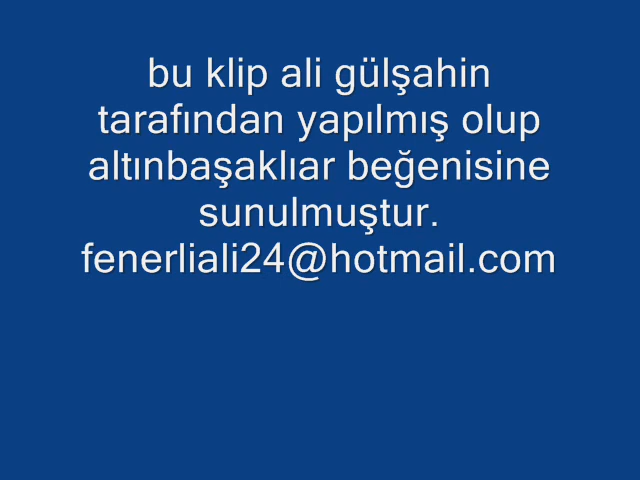 bu klip ali gülşahin
tarafından yapılmış olup
altınbaşaklıar beğenisine
sunulmuştur.
fenerliali24@hotmail.com